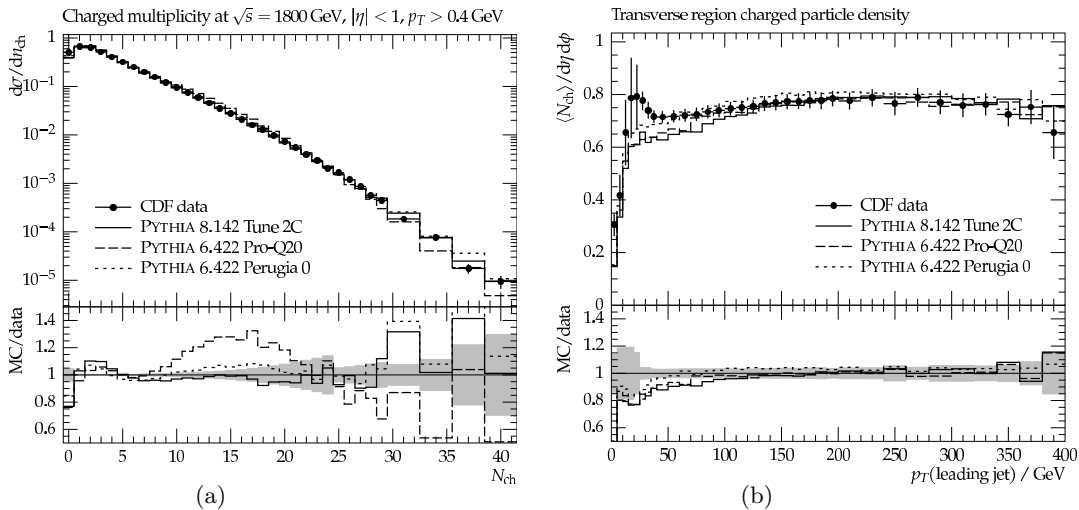 Charged multiplicity at √s = 1800 GeV, |η| < 1, p_T > 0.4 GeV
dσ/dn_ch
1
10^−1
10^−2
10^−3
10^−4
10^−5
CDF data
PYTHIA 8.142 Tune 2C
PYTHIA 6.422 Pro-Q20
PYTHIA 6.422 Perugia 0
MC/data
1.4
1.2
1
0.8
0.6
0 5 10 15 20 25 30 35 40
N_ch
(a)
Transverse region charged particle density
⟨N_ch⟩/dη dφ
1
0.8
0.6
0.4
0.2
0
CDF data
PYTHIA 8.142 Tune 2C
PYTHIA 6.422 Pro-Q20
PYTHIA 6.422 Perugia 0
MC/data
1.4
1.2
1
0.8
0.6
0 50 100 150 200 250 300 350 400
p_T(leading jet) / GeV
(b)